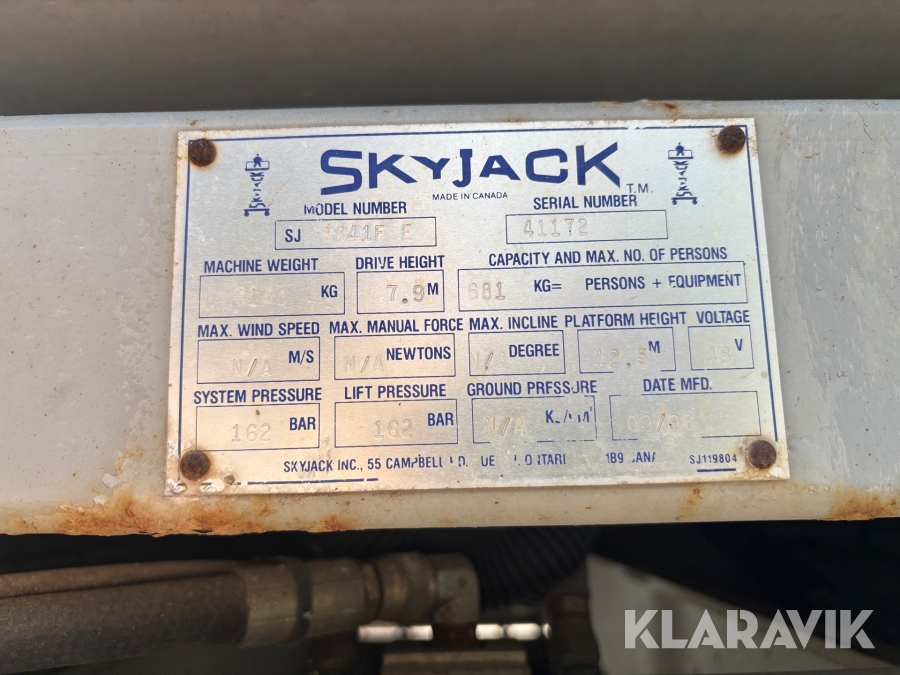 SKYJACK T.M.
MADE IN CANADA
MODEL NUMBER SERIAL NUMBER
SJ 41172
MACHINE WEIGHT DRIVE HEIGHT CAPACITY AND MAX. NO. OF PERSONS
KG 7.9 M 681 KG= PERSONS + EQUIPMENT
MAX. WIND SPEED MAX. MANUAL FORCE MAX. INCLINE PLATFORM HEIGHT VOLTAGE
N/A M/S N/A NEWTONS N/A DEGREE M V
SYSTEM PRESSURE LIFT PRESSURE GROUND PRESSURE DATE MFD.
162 BAR 162 BAR N/A
SKYJACK INC., 55 CAMPBELL SJ119804
KLARAVIK